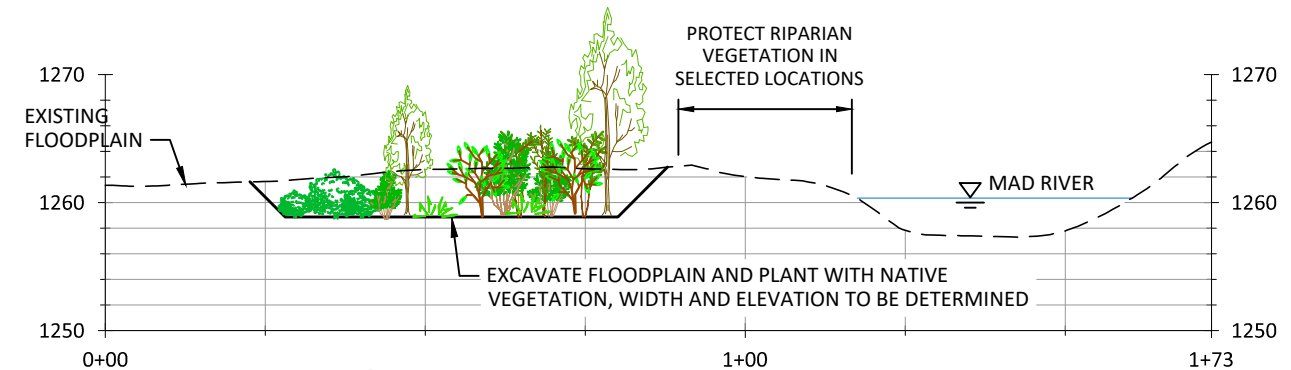 PROTECT RIPARIAN
VEGETATION IN
SELECTED LOCATIONS
1270
1270
EXISTING
FLOODPLAIN
MAD RIVER
1260
1260
EXCAVATE FLOODPLAIN AND PLANT WITH NATIVE
VEGETATION, WIDTH AND ELEVATION TO BE DETERMINED
1250
1250
0+00
1+00
1+73